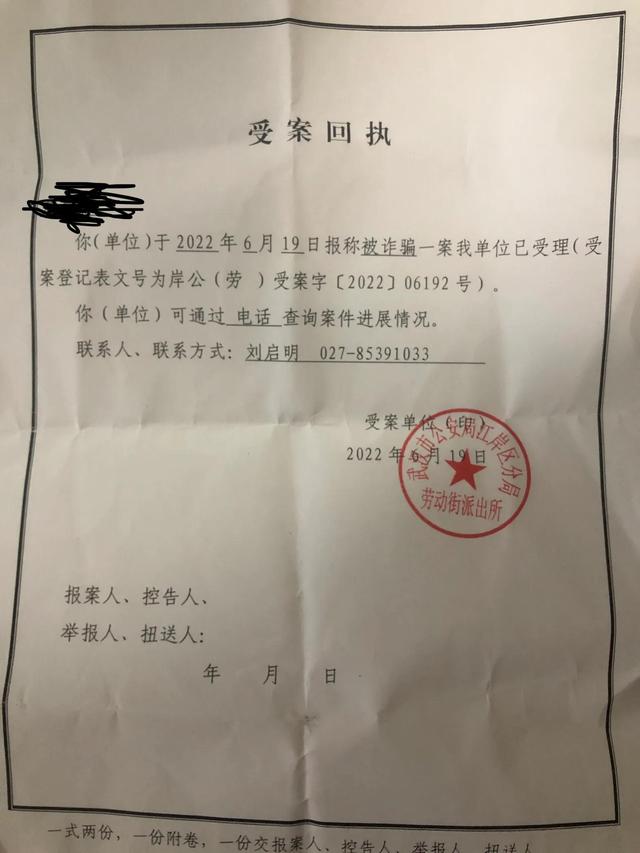 受案回执
你(单位)于2022年6月19日报称被诈骗一案我单位已受理(受
案登记表文号为岸公(劳 )受案字〔2022〕06192号)。
你(单位)可通过 电话 查询案件进展情况。
联系人、联系方式:刘启明 027-85391033
受案单位(印)
2022年6月19日
武汉市公安局江岸区分局
劳动街派出所
报案人、控告人、
举报人、扭送人:
年 月 日
一式两份,一份附卷,一份交报案人、控告人、举报人、扭送人